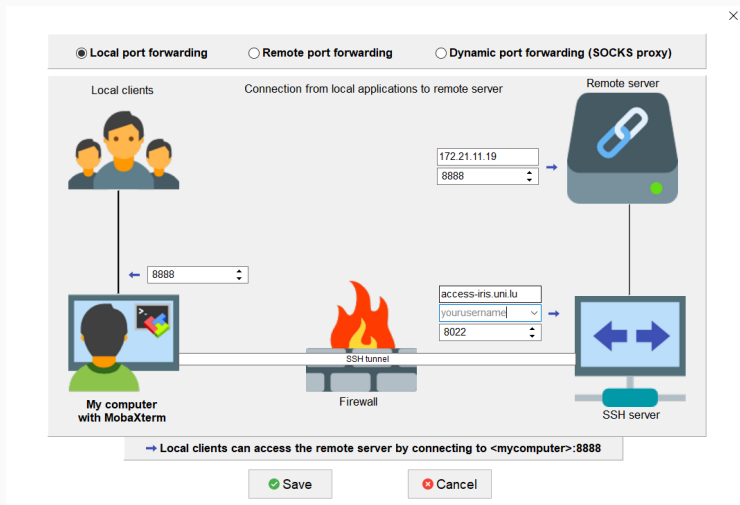 Local port forwarding
Remote port forwarding
Dynamic port forwarding (SOCKS proxy)
Local clients
Connection from local applications to remote server
Remote server
172.21.11.19
8888
8888
access-iris.uni.lu
yourusername
8022
SSH tunnel
My computer
with MobaXterm
Firewall
SSH server
Local clients can access the remote server by connecting to <mycomputer>:8888
Save
Cancel